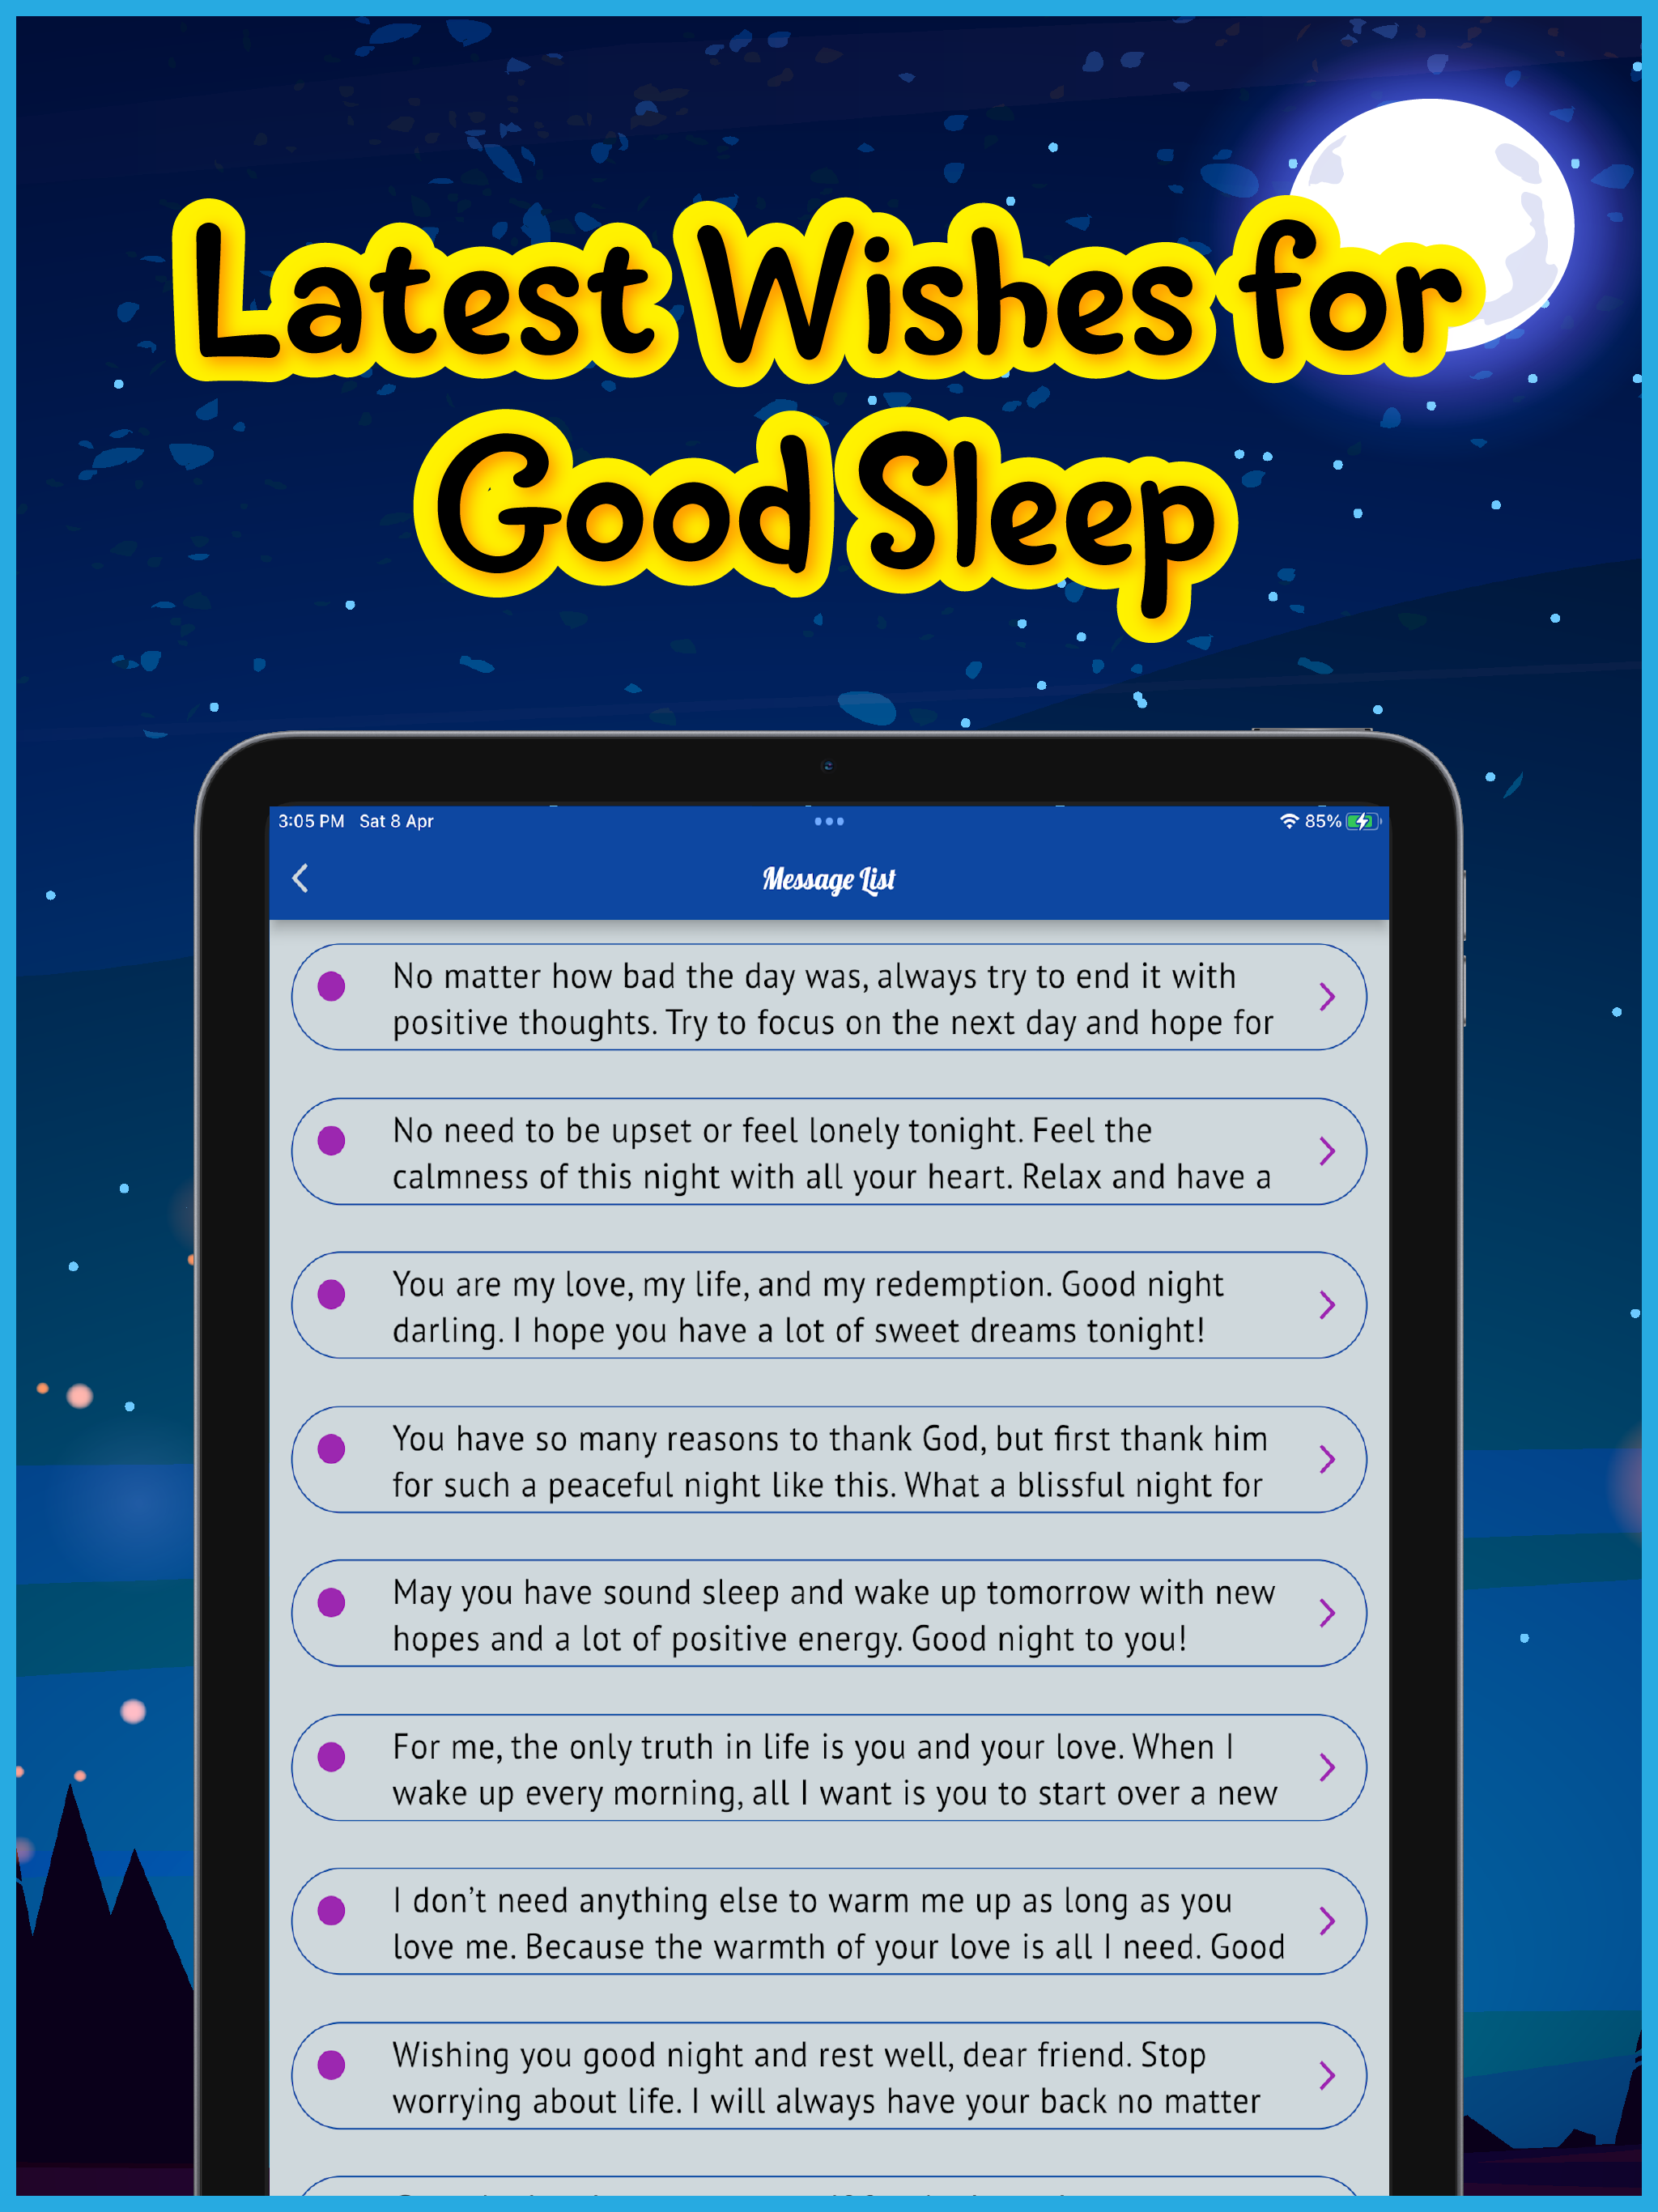 Latest Wishes for
Good Sleep
3:05 PM Sat 8 Apr
85%
Message List
No matter how bad the day was, always try to end it with
positive thoughts. Try to focus on the next day and hope for
No need to be upset or feel lonely tonight. Feel the
calmness of this night with all your heart. Relax and have a
You are my love, my life, and my redemption. Good night
darling. I hope you have a lot of sweet dreams tonight!
You have so many reasons to thank God, but first thank him
for such a peaceful night like this. What a blissful night for
May you have sound sleep and wake up tomorrow with new
hopes and a lot of positive energy. Good night to you!
For me, the only truth in life is you and your love. When I
wake up every morning, all I want is you to start over a new
I don’t need anything else to warm me up as long as you
love me. Because the warmth of your love is all I need. Good
Wishing you good night and rest well, dear friend. Stop
worrying about life. I will always have your back no matter